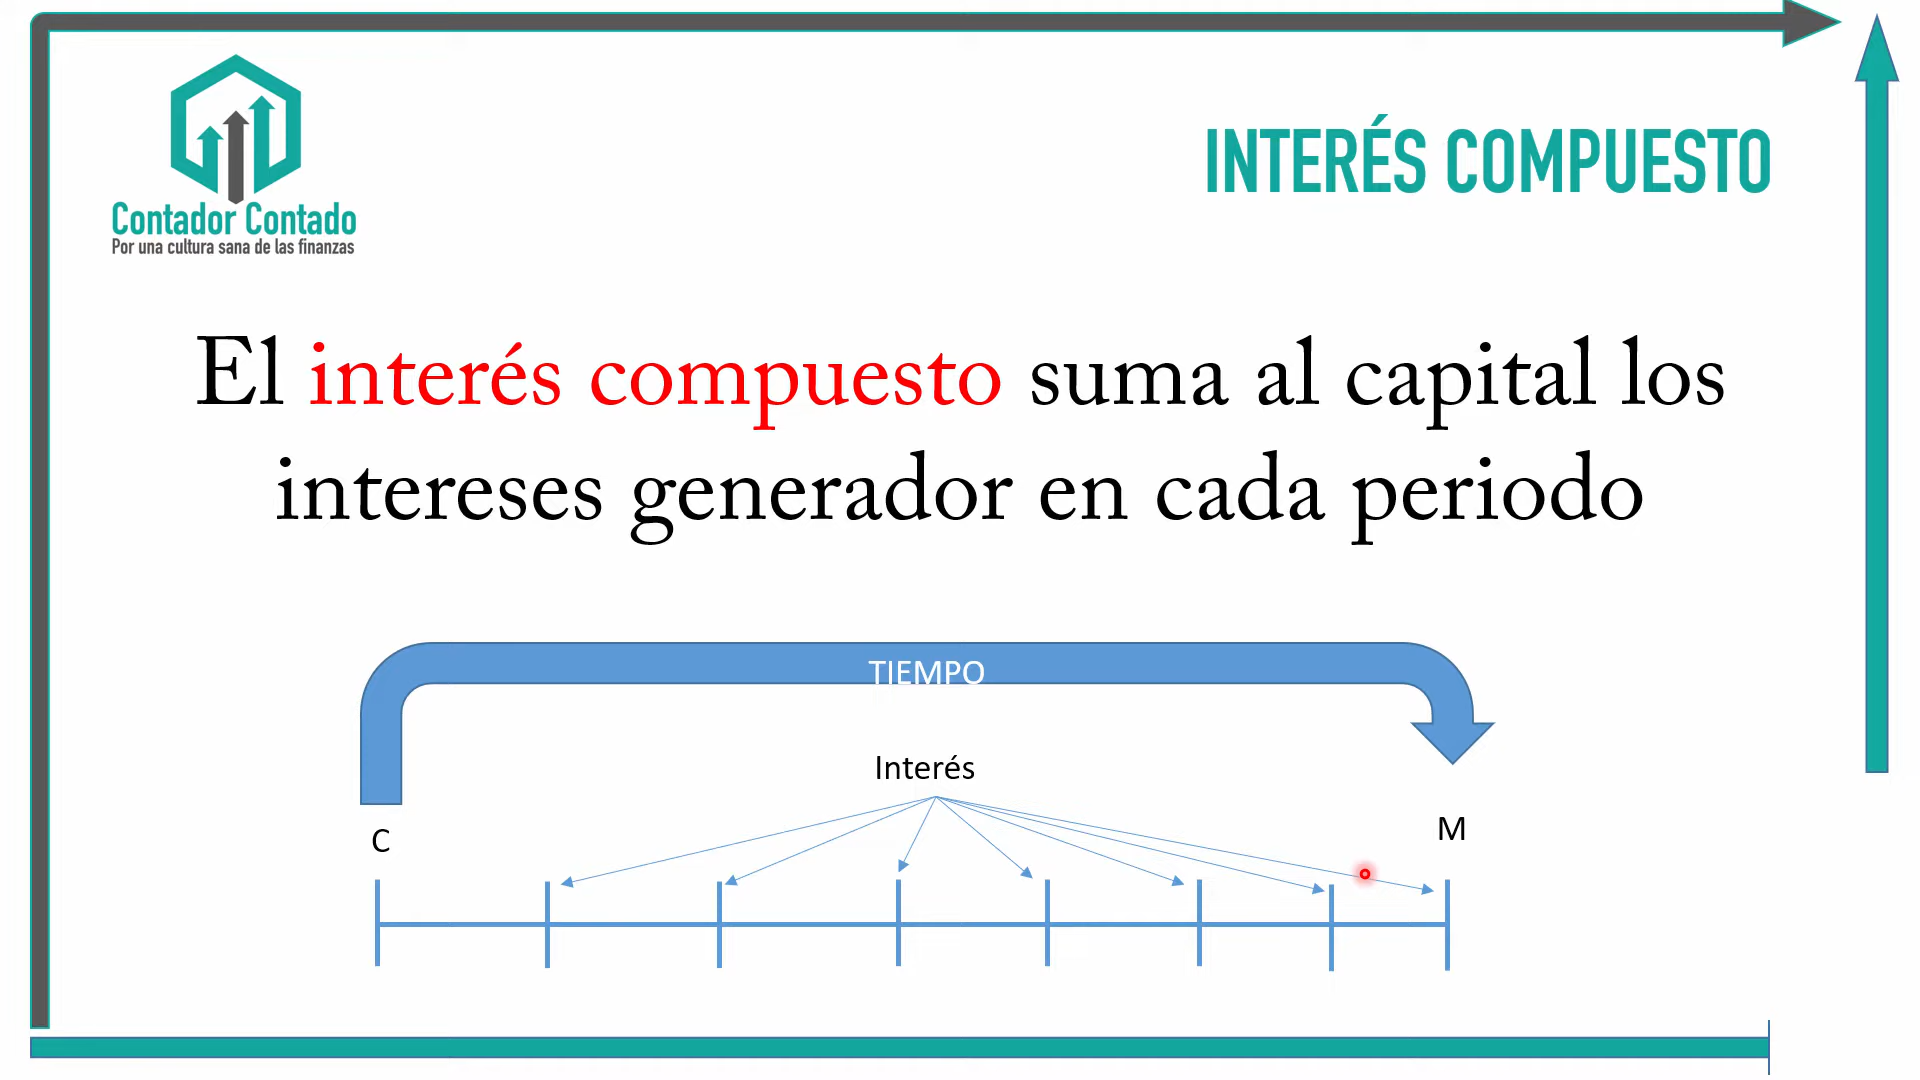 Contador Contado
Por una cultura sana de las finanzas
INTERÉS COMPUESTO
El interés compuesto suma al capital los
intereses generador en cada periodo
TIEMPO
Interés
C
M